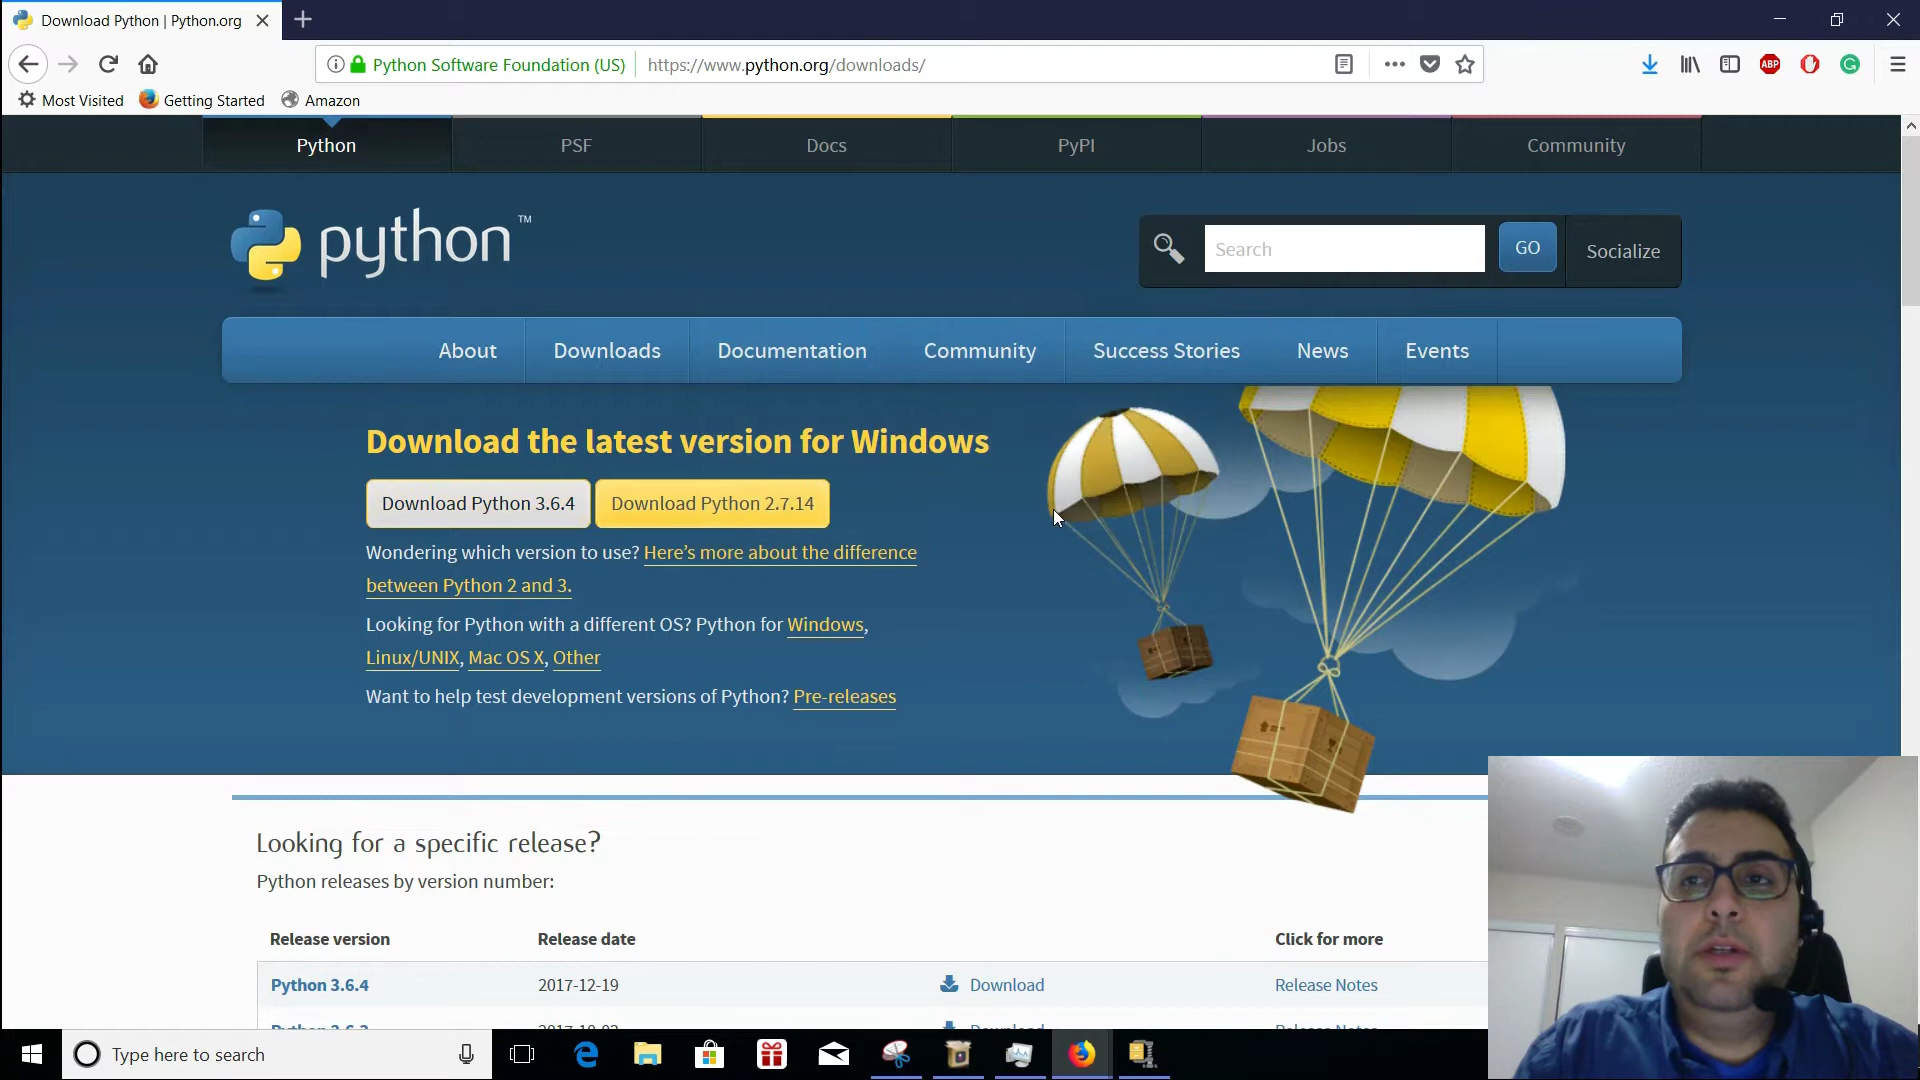 Download Python | Python.org
Python Software Foundation (US)
https://www.python.org/downloads/
ABP
Most Visited
Getting Started
Amazon
Python
PSF
Docs
PyPI
Jobs
Community
python™
Search
GO
Socialize
About
Downloads
Documentation
Community
Success Stories
News
Events
Download the latest version for Windows
Download Python 3.6.4
Download Python 2.7.14
Wondering which version to use? Here's more about the difference
between Python 2 and 3.
Looking for Python with a different OS? Python for Windows,
Linux/UNIX, Mac OS X, Other
Want to help test development versions of Python? Pre-releases
Looking for a specific release?
Python releases by version number:
Release version
Release date
Click for more
Python 3.6.4
2017-12-19
Download
Release Notes
Type here to search